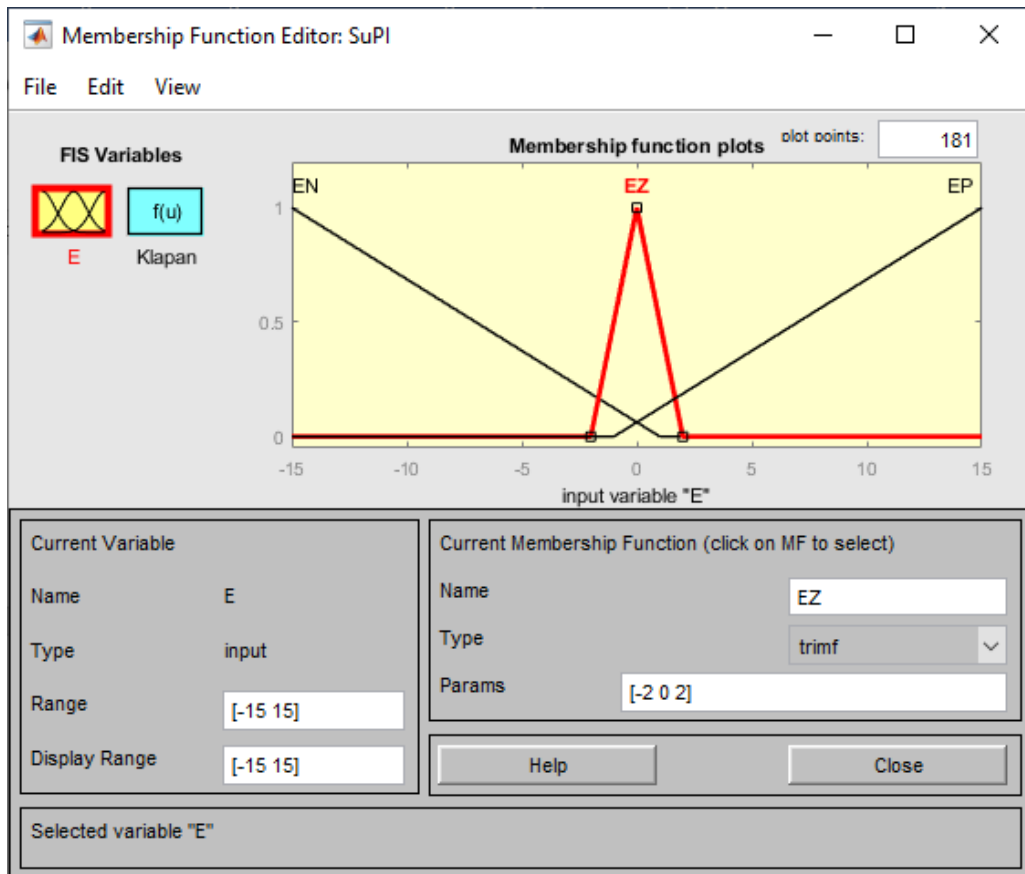 Membership Function Editor: SuPI
File Edit View
FIS Variables
f(u)
E Klapan
Membership function plots plot points: 181
EN EZ EP
1
0.5
0
-15 -10 -5 0 5 10 15
input variable "E"
Current Variable
Name E
Type input
Range [-15 15]
Display Range [-15 15]
Current Membership Function (click on MF to select)
Name EZ
Type trimf
Params [-2 0 2]
Help Close
Selected variable "E"